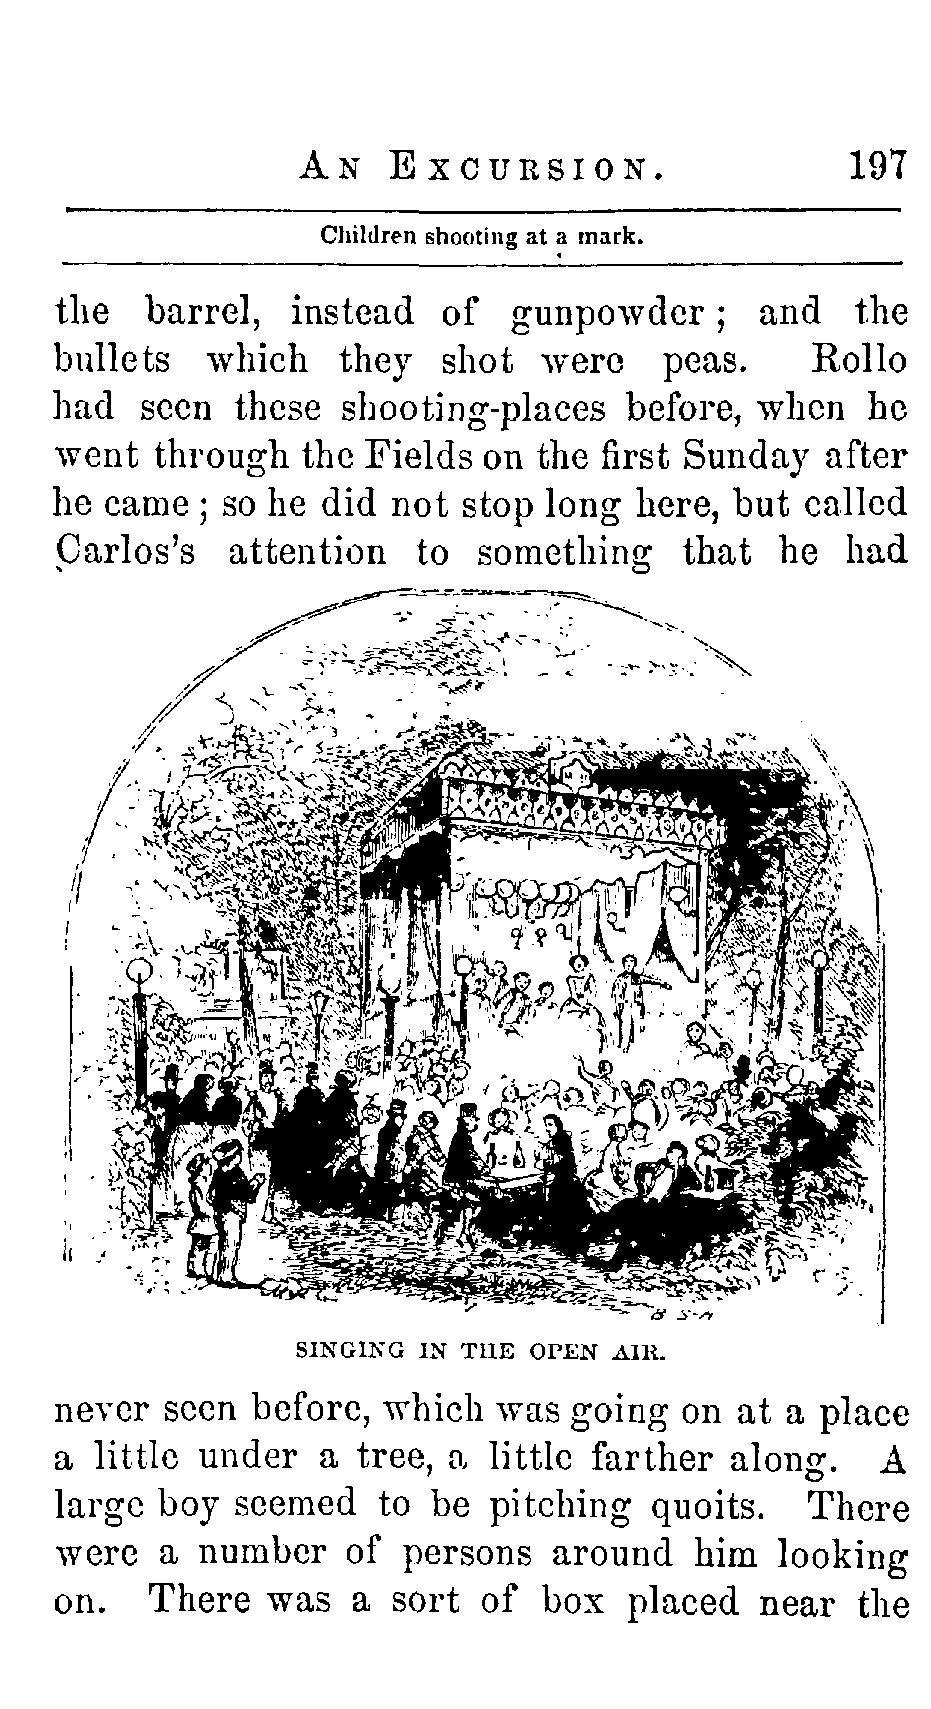 AN EXCURSION. 197
Children shooting at a mark.
the barrel, instead of gunpowder; and the
bullets which they shot were peas. Rollo
had seen these shooting-places before, when he
went through the Fields on the first Sunday after
he came; so he did not stop long here, but called
Carlos's attention to something that he had
SINGING IN THE OPEN AIR.
never seen before, which was going on at a place
a little under a tree, a little farther along. A
large boy seemed to be pitching quoits. There
were a number of persons around him looking
on. There was a sort of box placed near the